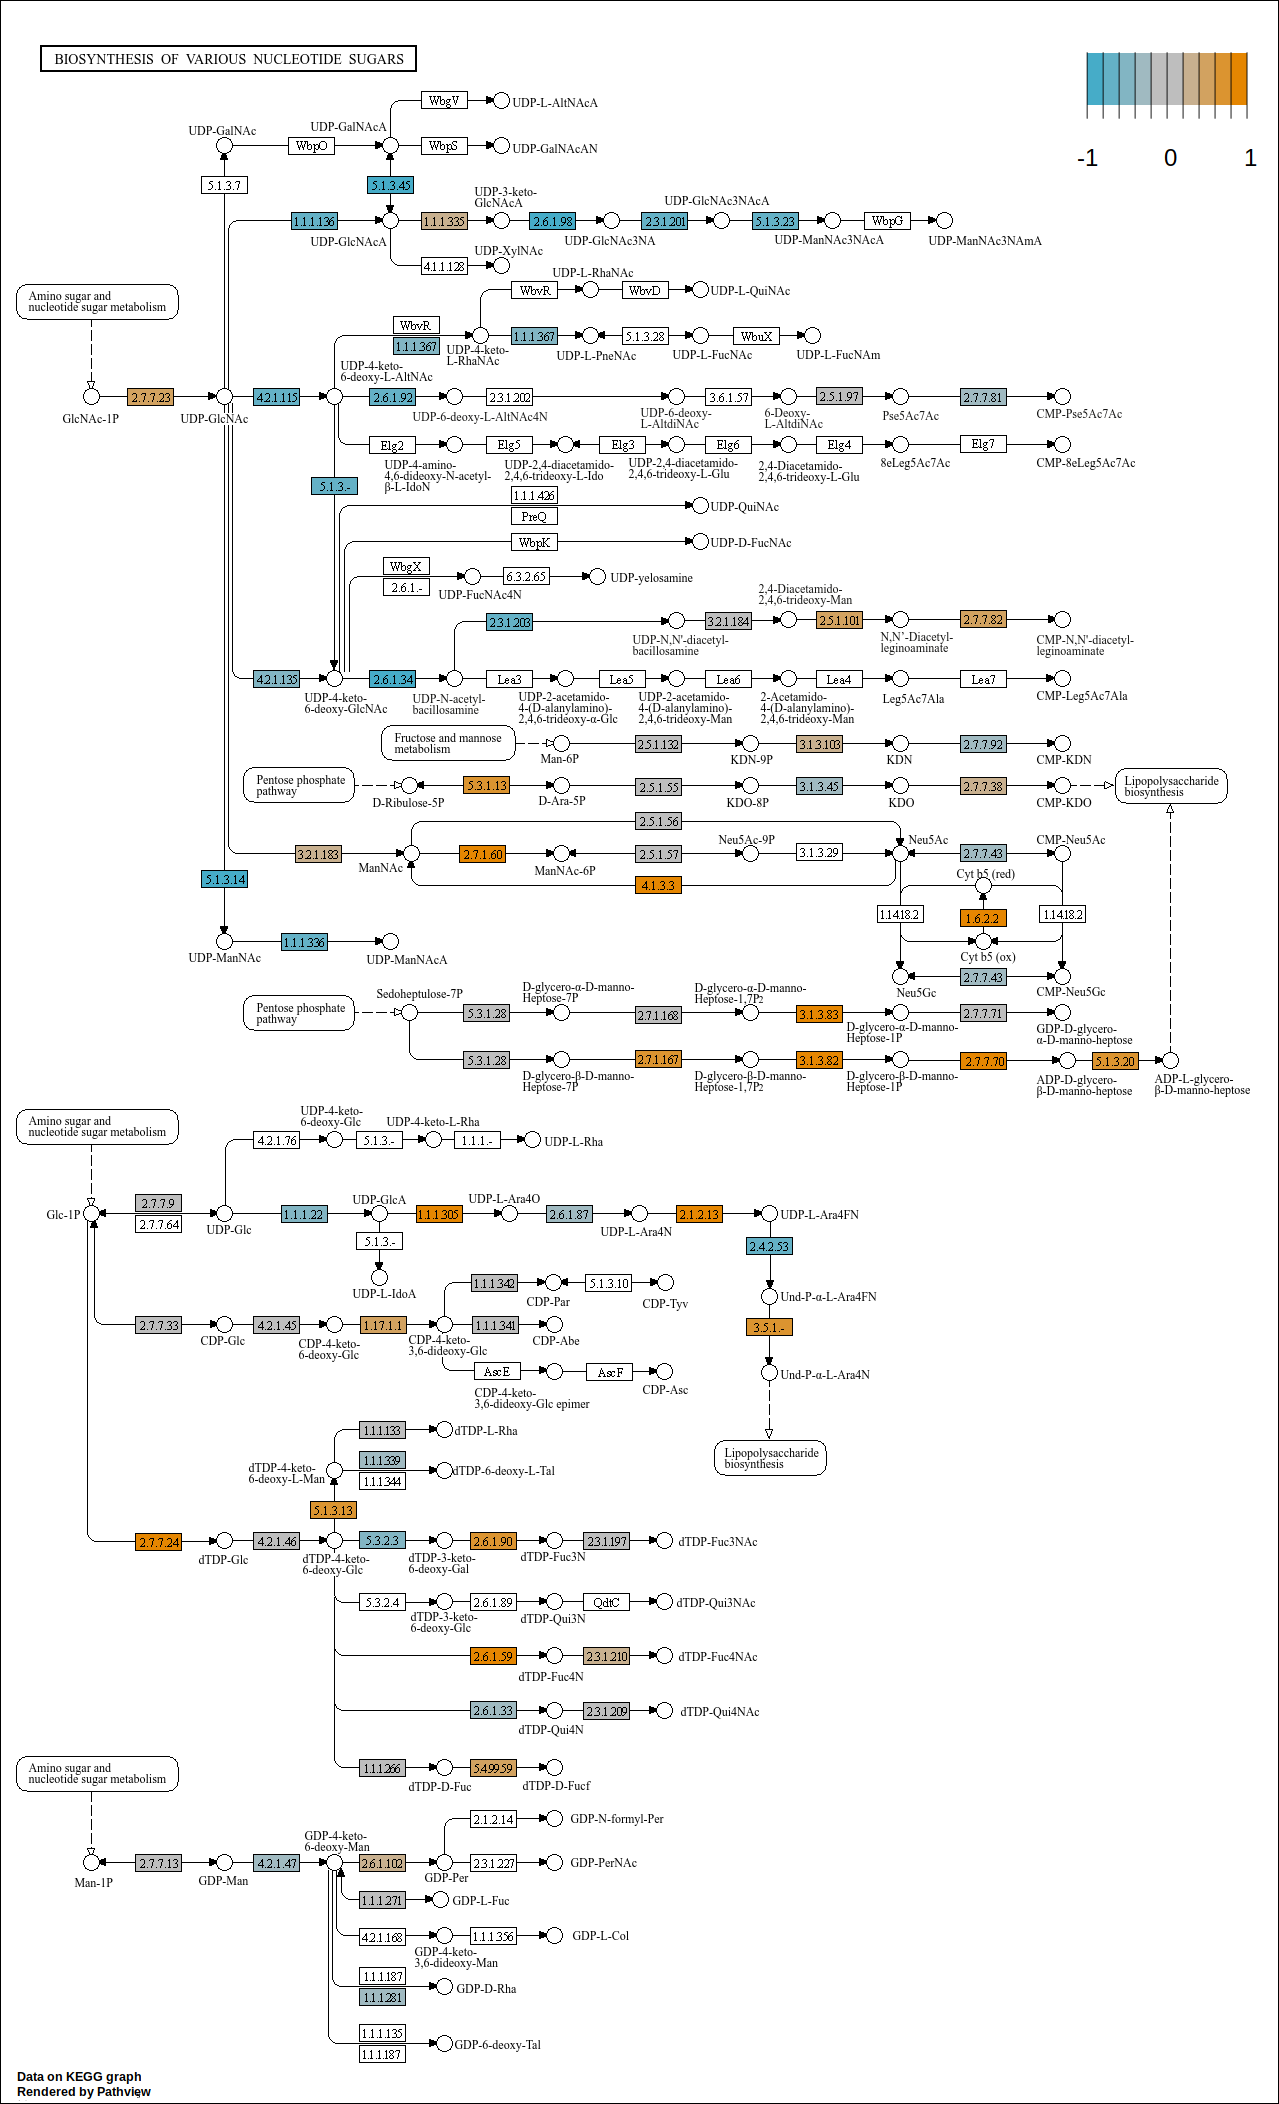 BIOSYNTHESIS OF VARIOUS NUCLEOTIDE SUGARS
-1 0 1
WbgV
UDP-L-AltNAcA
UDP-GalNAc
UDP-GalNAcA
WbpO
WbpS
UDP-GalNAcAN
5.1.3.7
5.1.3.45
UDP-3-keto-
GlcNAcA
UDP-GlcNAc3NAcA
1.1.1.136
1.1.1.335
2.6.1.98
2.3.1.201
5.1.3.23
WbpG
UDP-GlcNAcA
UDP-GlcNAc3NA
UDP-ManNAc3NAcA
UDP-ManNAc3NAmA
UDP-XylNAc
4.1.1.128
UDP-L-RhaNAc
Amino sugar and
nucleotide sugar metabolism
WbvR
WbvD
UDP-L-QuiNAc
WbvR
1.1.1.367
1.1.1.367
5.1.3.28
WbuX
UDP-4-keto-
L-RhaNAc
UDP-L-PneNAc
UDP-L-FucNAc
UDP-L-FucNAm
UDP-4-keto-
6-deoxy-L-AltNAc
2.7.7.23
4.2.1.115
2.6.1.92
2.3.1.202
3.6.1.57
2.5.1.97
2.7.7.81
GlcNAc-1P
UDP-GlcNAc
UDP-6-deoxy-L-AltNAc4N
UDP-6-deoxy-
L-AltdiNAc
6-Deoxy-
L-AltdiNAc
Pse5Ac7Ac
CMP-Pse5Ac7Ac
Elg2
Elg5
Elg3
Elg6
Elg4
Elg7
UDP-4-amino-
4,6-dideoxy-N-acetyl-
β-L-IdoN
UDP-2,4-diacetamido-
2,4,6-trideoxy-L-Ido
UDP-2,4-diacetamido-
2,4,6-trideoxy-L-Glu
2,4-Diacetamido-
2,4,6-trideoxy-L-Glu
8eLeg5Ac7Ac
CMP-8eLeg5Ac7Ac
5.1.3.-
1.1.1.426
PreQ
UDP-QuiNAc
WbpK
UDP-D-FucNAc
WbgX
2.6.1.-
6.3.2.65
UDP-yelosamine
UDP-FucNAc4N
2,4-Diacetamido-
2,4,6-trideoxy-Man
2.3.1.203
3.2.1.184
2.5.1.101
2.7.7.82
UDP-N,N'-diacetyl-
bacillosamine
N,N'-Diacetyl-
leginoaminate
CMP-N,N'-diacetyl-
leginoaminate
4.2.1.135
2.6.1.34
Lea3
Lea5
Lea6
Lea4
Lea7
UDP-4-keto-
6-deoxy-GlcNAc
UDP-N-acetyl-
bacillosamine
UDP-2-acetamido-
4-(D-alanylamino)-
2,4,6-trideoxy-α-Glc
UDP-2-acetamido-
4-(D-alanylamino)-
2,4,6-trideoxy-Man
2-Acetamido-
4-(D-alanylamino)-
2,4,6-trideoxy-Man
Leg5Ac7Ala
CMP-Leg5Ac7Ala
Fructose and mannose
metabolism
2.5.1.132
3.1.3.103
2.7.7.92
Man-6P
KDN-9P
KDN
CMP-KDN
Pentose phosphate
pathway
5.3.1.13
2.5.1.55
3.1.3.45
2.7.7.38
Lipopolysaccharide
biosynthesis
D-Ribulose-5P
D-Ara-5P
KDO-8P
KDO
CMP-KDO
2.5.1.56
Neu5Ac-9P
Neu5Ac
CMP-Neu5Ac
3.2.1.183
2.7.1.60
2.5.1.57
3.1.3.29
2.7.7.43
ManNAc
ManNAc-6P
Cyt b5 (red)
5.1.3.14
4.1.3.3
1.14.18.2
1.6.2.2
1.14.18.2
1.1.1.336
UDP-ManNAc
UDP-ManNAcA
Cyt b5 (ox)
2.7.7.43
Neu5Gc
CMP-Neu5Gc
Sedoheptulose-7P
D-glycero-α-D-manno-
Heptose-7P
D-glycero-α-D-manno-
Heptose-1,7P2
Pentose phosphate
pathway
5.3.1.28
2.7.1.168
3.1.3.83
2.7.7.71
D-glycero-α-D-manno-
Heptose-1P
GDP-D-glycero-
α-D-manno-heptose
5.3.1.28
2.7.1.167
3.1.3.82
2.7.7.70
5.1.3.20
D-glycero-β-D-manno-
Heptose-7P
D-glycero-β-D-manno-
Heptose-1,7P2
D-glycero-β-D-manno-
Heptose-1P
ADP-D-glycero-
β-D-manno-heptose
ADP-L-glycero-
β-D-manno-heptose
Amino sugar and
nucleotide sugar metabolism
UDP-4-keto-
6-deoxy-Glc
UDP-4-keto-L-Rha
4.2.1.76
5.1.3.-
1.1.1.-
UDP-L-Rha
2.7.7.9
2.7.7.64
Glc-1P
UDP-Glc
1.1.1.22
UDP-GlcA
1.1.1.305
UDP-L-Ara4O
2.6.1.87
UDP-L-Ara4N
2.1.2.13
UDP-L-Ara4FN
5.1.3.-
2.4.2.53
UDP-L-IdoA
Und-P-α-L-Ara4FN
1.1.1.342
5.1.3.10
CDP-Par
CDP-Tyv
2.7.7.33
4.2.1.45
1.17.1.1
1.1.1.341
3.5.1.-
CDP-Glc
CDP-4-keto-
6-deoxy-Glc
CDP-4-keto-
3,6-dideoxy-Glc
CDP-Abe
AscE
AscF
Und-P-α-L-Ara4N
CDP-4-keto-
3,6-dideoxy-Glc epimer
CDP-Asc
1.1.1.133
dTDP-L-Rha
Lipopolysaccharide
biosynthesis
dTDP-4-keto-
6-deoxy-L-Man
1.1.1.339
1.1.1.344
dTDP-6-deoxy-L-Tal
5.1.3.13
2.7.7.24
4.2.1.46
5.3.2.3
2.6.1.90
2.3.1.197
dTDP-Fuc3NAc
dTDP-Glc
dTDP-4-keto-
6-deoxy-Glc
dTDP-3-keto-
6-deoxy-Gal
dTDP-Fuc3N
5.3.2.4
2.6.1.89
QdtC
dTDP-Qui3NAc
dTDP-3-keto-
6-deoxy-Glc
dTDP-Qui3N
2.6.1.59
2.3.1.210
dTDP-Fuc4NAc
dTDP-Fuc4N
2.6.1.33
2.3.1.209
dTDP-Qui4NAc
dTDP-Qui4N
Amino sugar and
nucleotide sugar metabolism
1.1.1.266
5.4.99.59
dTDP-D-Fuc
dTDP-D-Fucf
2.1.2.14
GDP-N-formyl-Per
GDP-4-keto-
6-deoxy-Man
2.7.7.13
4.2.1.47
2.6.1.102
2.3.1.227
GDP-PerNAc
Man-1P
GDP-Man
GDP-Per
1.1.1.271
GDP-L-Fuc
4.2.1.168
1.1.1.356
GDP-L-Col
GDP-4-keto-
3,6-dideoxy-Man
1.1.1.187
1.1.1.281
GDP-D-Rha
1.1.1.135
1.1.1.187
GDP-6-deoxy-Tal
Data on KEGG graph
Rendered by Pathview